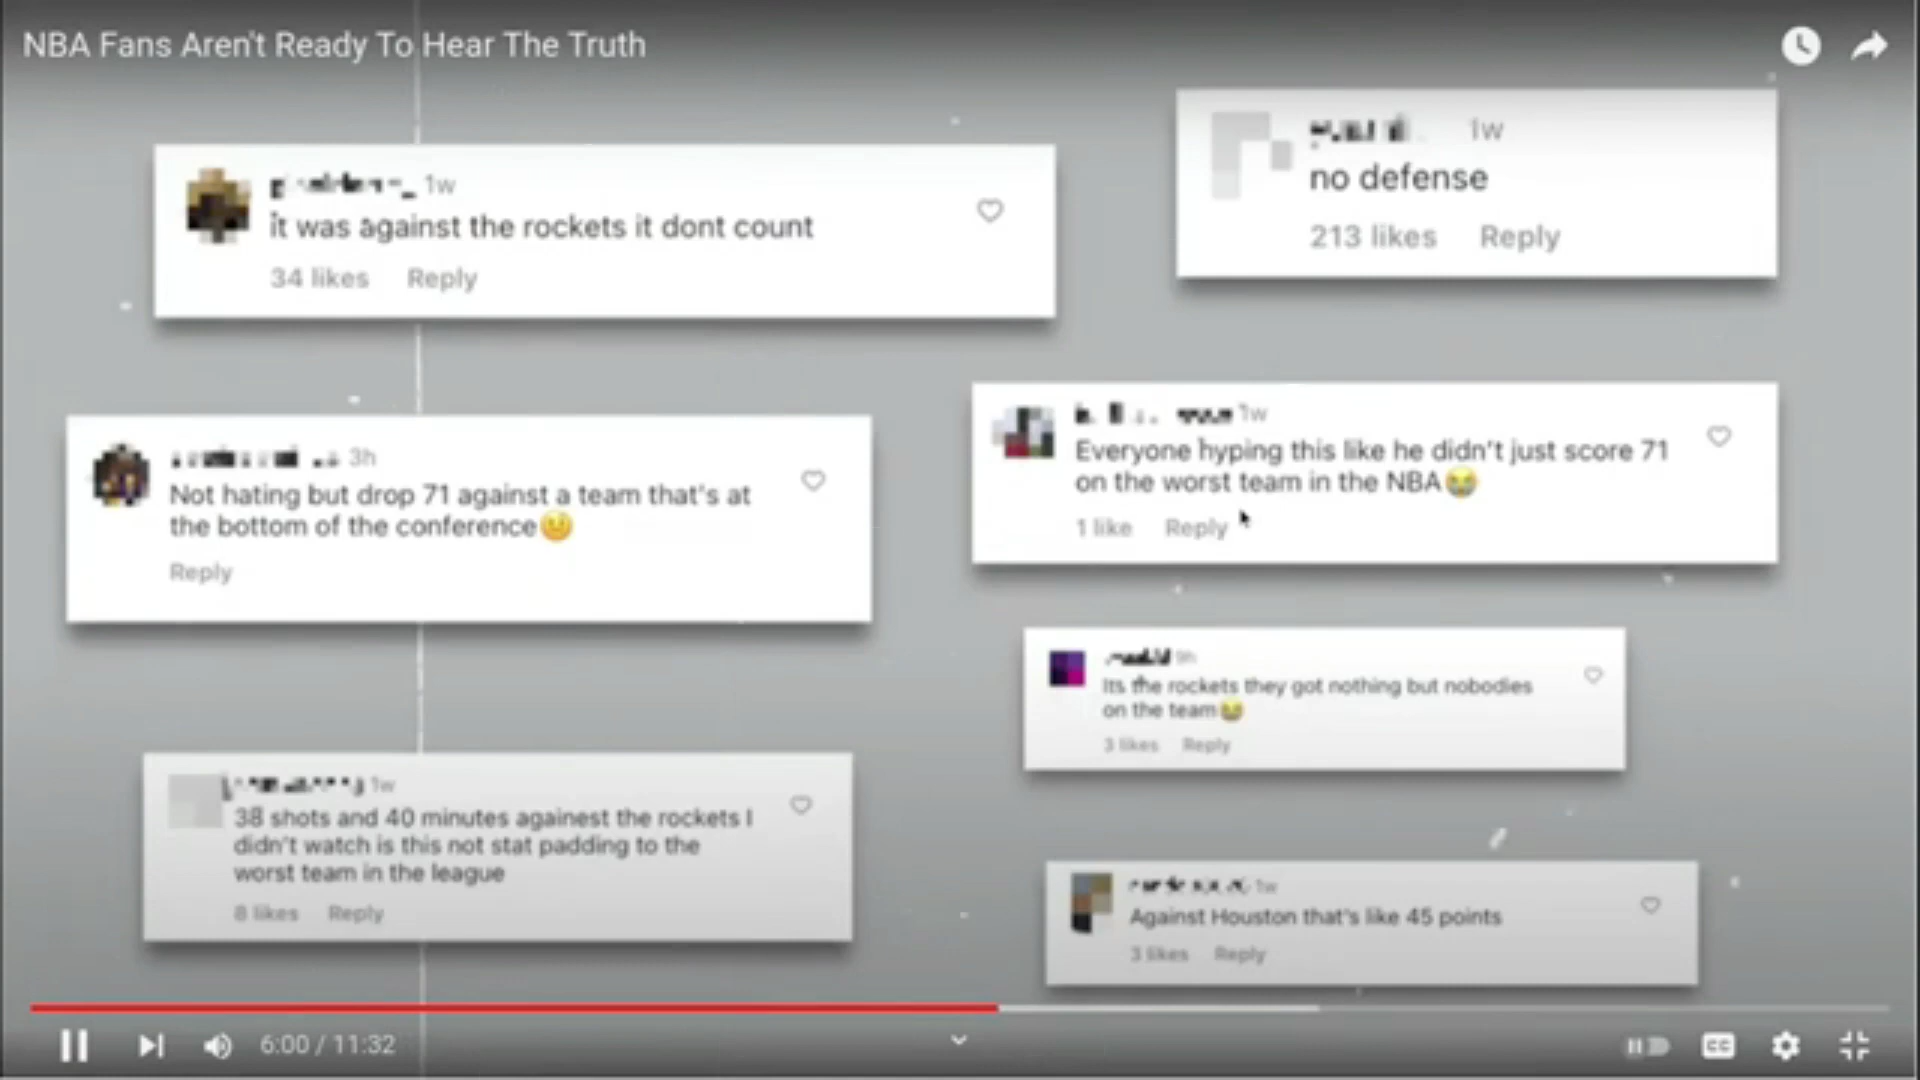 NBA Fans Aren't Ready To Hear The Truth
1w
it was against the rockets it dont count
34 likes Reply
1w
no defense
213 likes Reply
3h
Not hating but drop 71 against a team that's at
the bottom of the conference
Reply
1w
Everyone hyping this like he didn't just score 71
on the worst team in the NBA
1 like Reply
9h
Its the rockets they got nothing but nobodies
on the team
3 likes Reply
1w
38 shots and 40 minutes againest the rockets I
didn't watch is this not stat padding to the
worst team in the league
8 likes Reply
1w
Against Houston that's like 45 points
3 likes Reply
6:00 / 11:32
CC